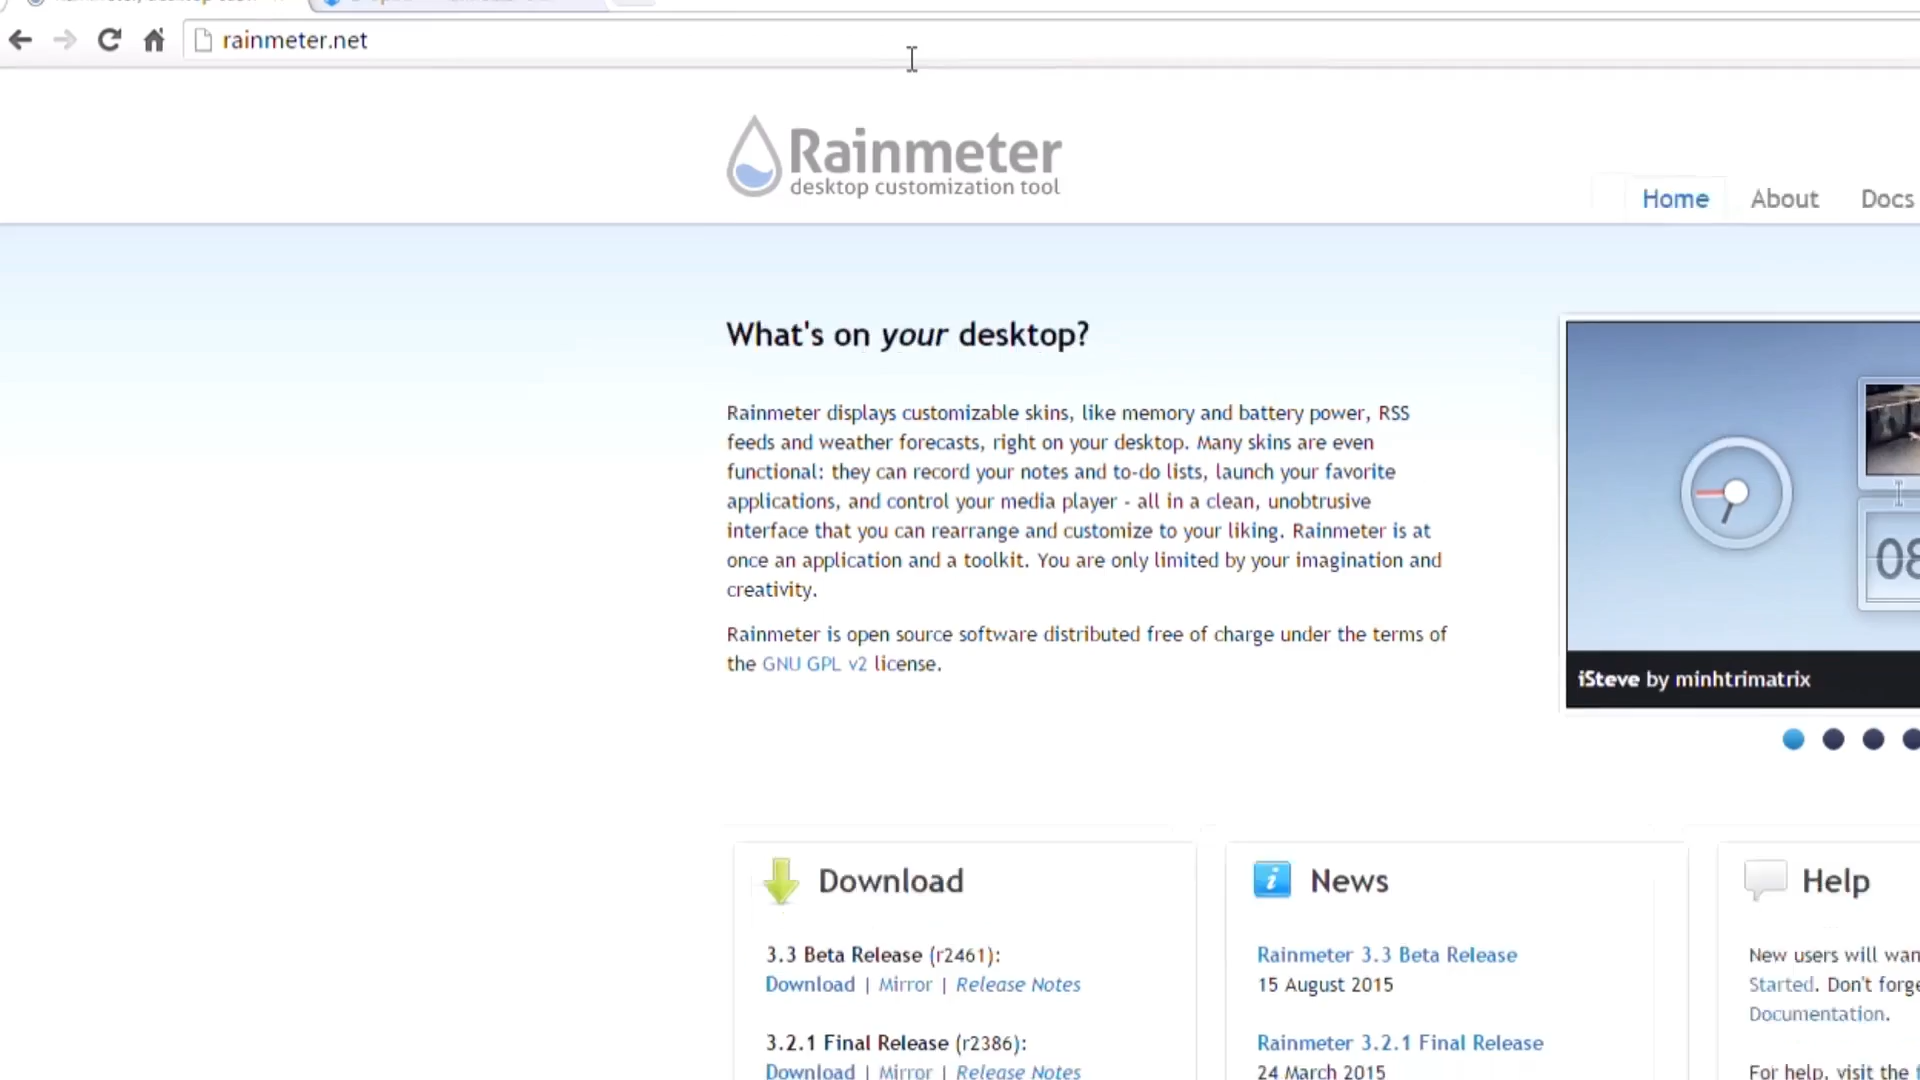 rainmeter.net
Rainmeter
desktop customization tool
Home
About
Docs
What's on your desktop?
Rainmeter displays customizable skins, like memory and battery power, RSS
feeds and weather forecasts, right on your desktop. Many skins are even
functional: they can record your notes and to-do lists, launch your favorite
applications, and control your media player - all in a clean, unobtrusive
interface that you can rearrange and customize to your liking. Rainmeter is at
once an application and a toolkit. You are only limited by your imagination and
creativity.
Rainmeter is open source software distributed free of charge under the terms of
the GNU GPL v2 license.
08
iSteve by minhtrimatrix
Download
3.3 Beta Release (r2461):
Download | Mirror | Release Notes
3.2.1 Final Release (r2386):
Download | Mirror | Release Notes
News
Rainmeter 3.3 Beta Release
15 August 2015
Rainmeter 3.2.1 Final Release
24 March 2015
Help
New users will wan
Started. Don't forge
Documentation.
For help, visit the